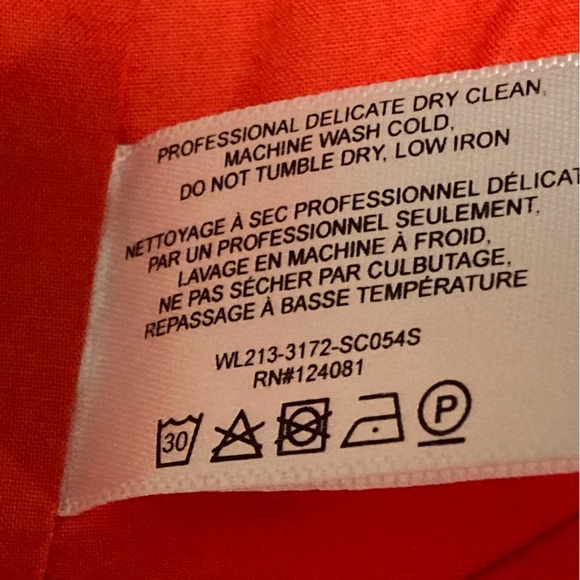 PROFESSIONAL DELICATE DRY CLEAN,
MACHINE WASH COLD,
DO NOT TUMBLE DRY, LOW IRON
NETTOYAGE À SEC PROFESSIONNEL DÉLICAT
PAR UN PROFESSIONEL SEULEMENT,
LAVAGE EN MACHINE À FROID,
NE PAS SÉCHER PAR CULBUTAGE,
REPASSAGE À BASSE TEMPÉRATURE
WL213-3172-SC054S
RN#124081
30 P